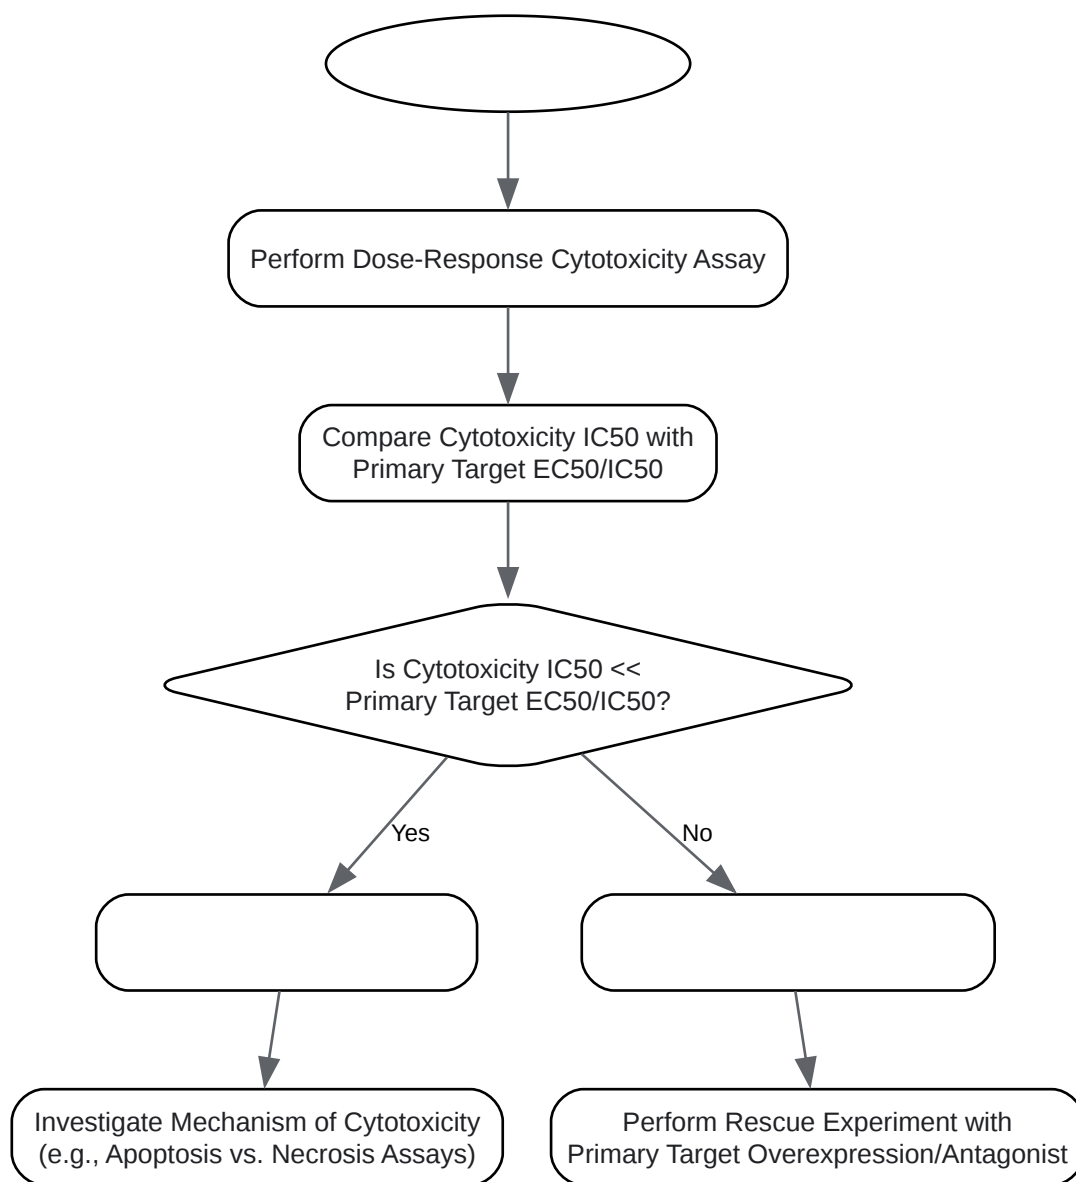 Perform Dose-Response Cytotoxicity Assay
Compare Cytotoxicity IC50 with
Primary Target EC50/IC50
Is Cytotoxicity IC50 <<
Primary Target EC50/IC50?
Yes
No
Investigate Mechanism of Cytotoxicity
(e.g., Apoptosis vs. Necrosis Assays)
Perform Rescue Experiment with
Primary Target Overexpression/Antagonist